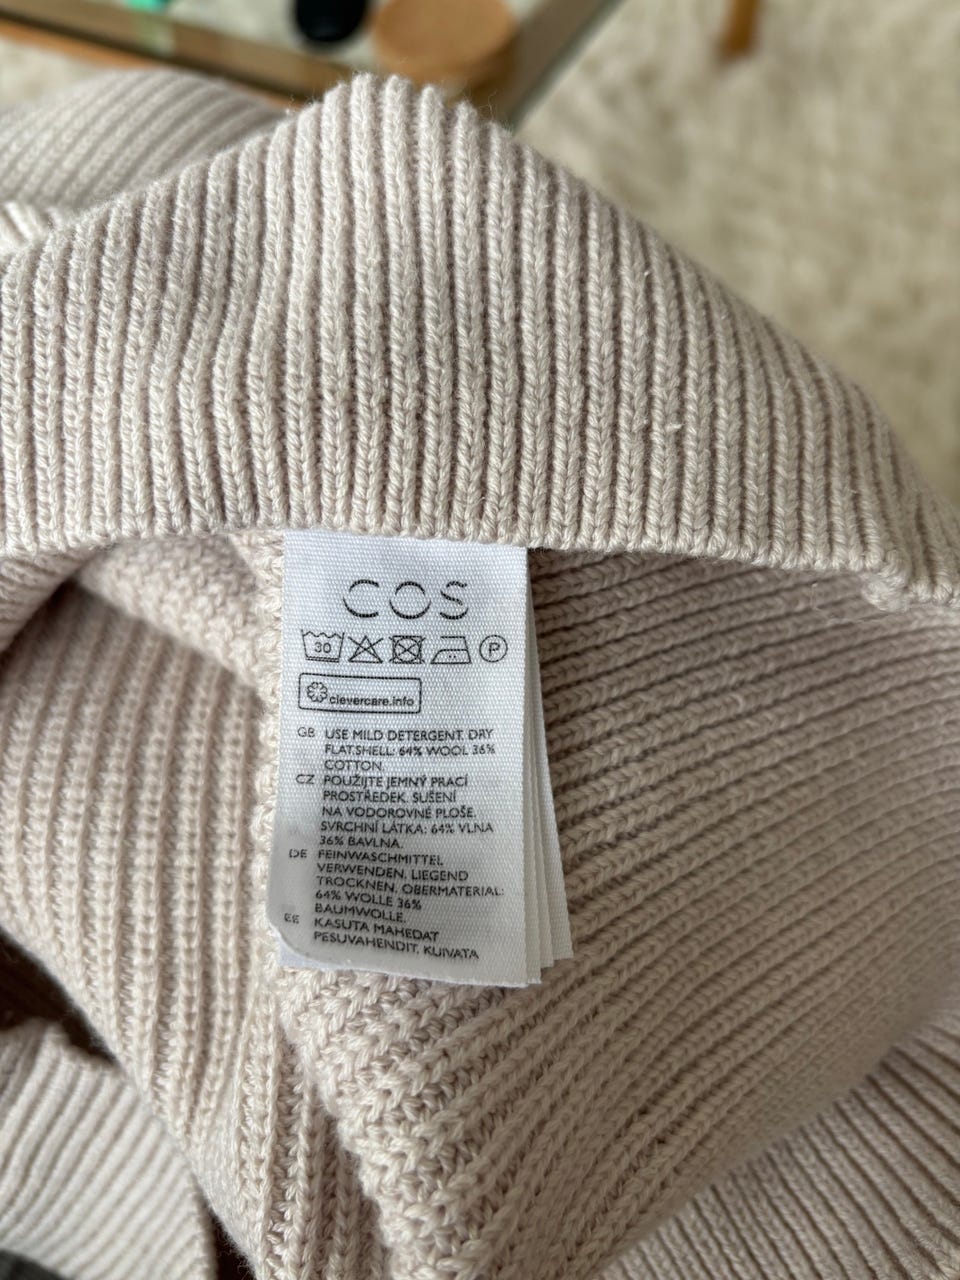 COS
30 P
clevercare.info
GB USE MILD DETERGENT. DRY
FLAT.SHELL: 64% WOOL 36%
COTTON.
CZ POUŽIJTE JEMNÝ PRACÍ
PROSTŘEDEK. SUŠENÍ
NA VODOROVNÉ PLOŠE.
SVRCHNÍ LÁTKA: 64% VLNA
36% BAVLNA.
DE FEINWASCHMITTEL
VERWENDEN. LIEGEND
TROCKNEN. OBERMATERIAL:
64% WOLLE 36%
BAUMWOLLE.
EE KASUTA MAHEDAT
PESUVAHENDIT. KUIVATA